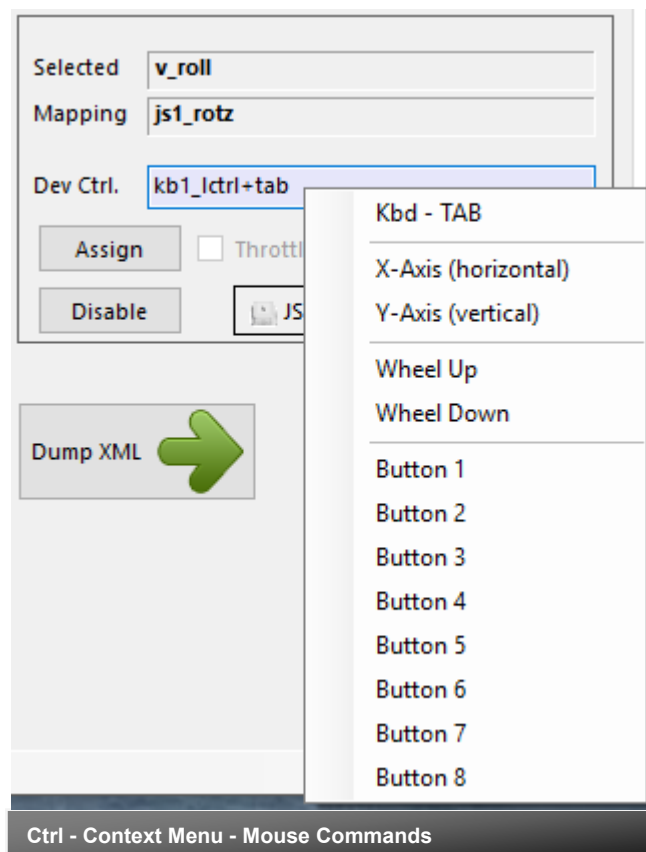 Selected v_roll
Mapping js1_rotz
Dev Ctrl. kb1_lctrl+tab
Kbd - TAB
Assign Throttl
X-Axis (horizontal)
Disable JS
Y-Axis (vertical)
Wheel Up
Wheel Down
Dump XML
Button 1
Button 2
Button 3
Button 4
Button 5
Button 6
Button 7
Button 8
Ctrl - Context Menu - Mouse Commands